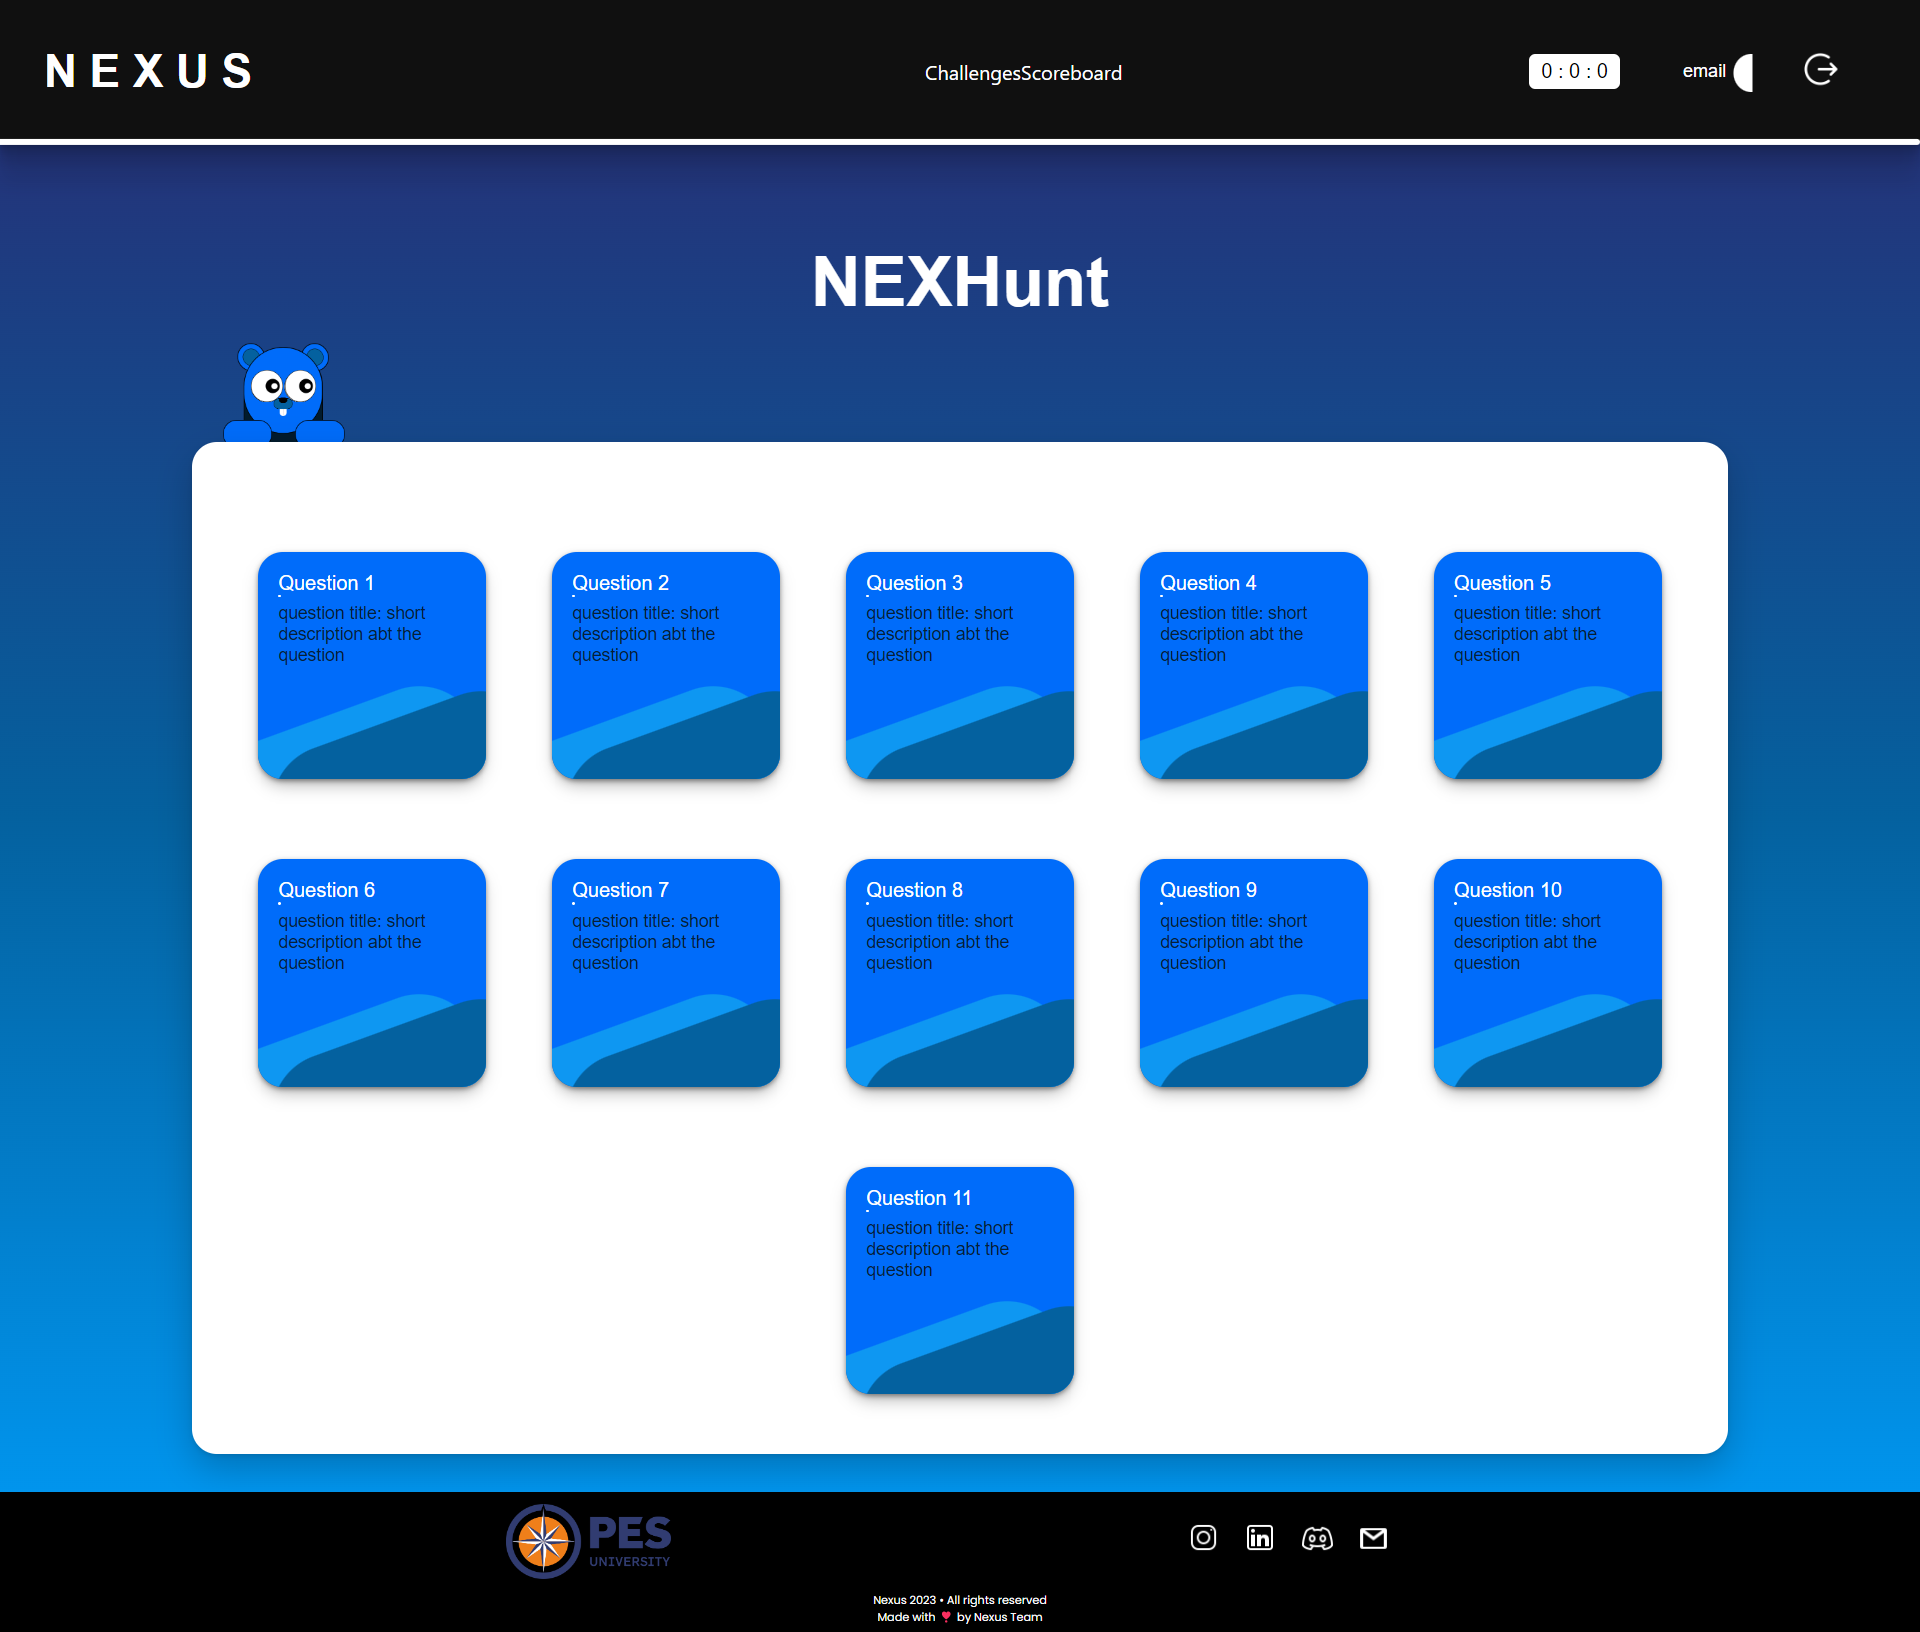 NEXUS
ChallengesScoreboard
0 : 0 : 0
email
NEXHunt
Question 1
question title: short
description abt the
question
Question 2
question title: short
description abt the
question
Question 3
question title: short
description abt the
question
Question 4
question title: short
description abt the
question
Question 5
question title: short
description abt the
question
Question 6
question title: short
description abt the
question
Question 7
question title: short
description abt the
question
Question 8
question title: short
description abt the
question
Question 9
question title: short
description abt the
question
Question 10
question title: short
description abt the
question
Question 11
question title: short
description abt the
question
PES
UNIVERSITY
in
Nexus 2023 • All rights reserved
Made with ❣ by Nexus Team